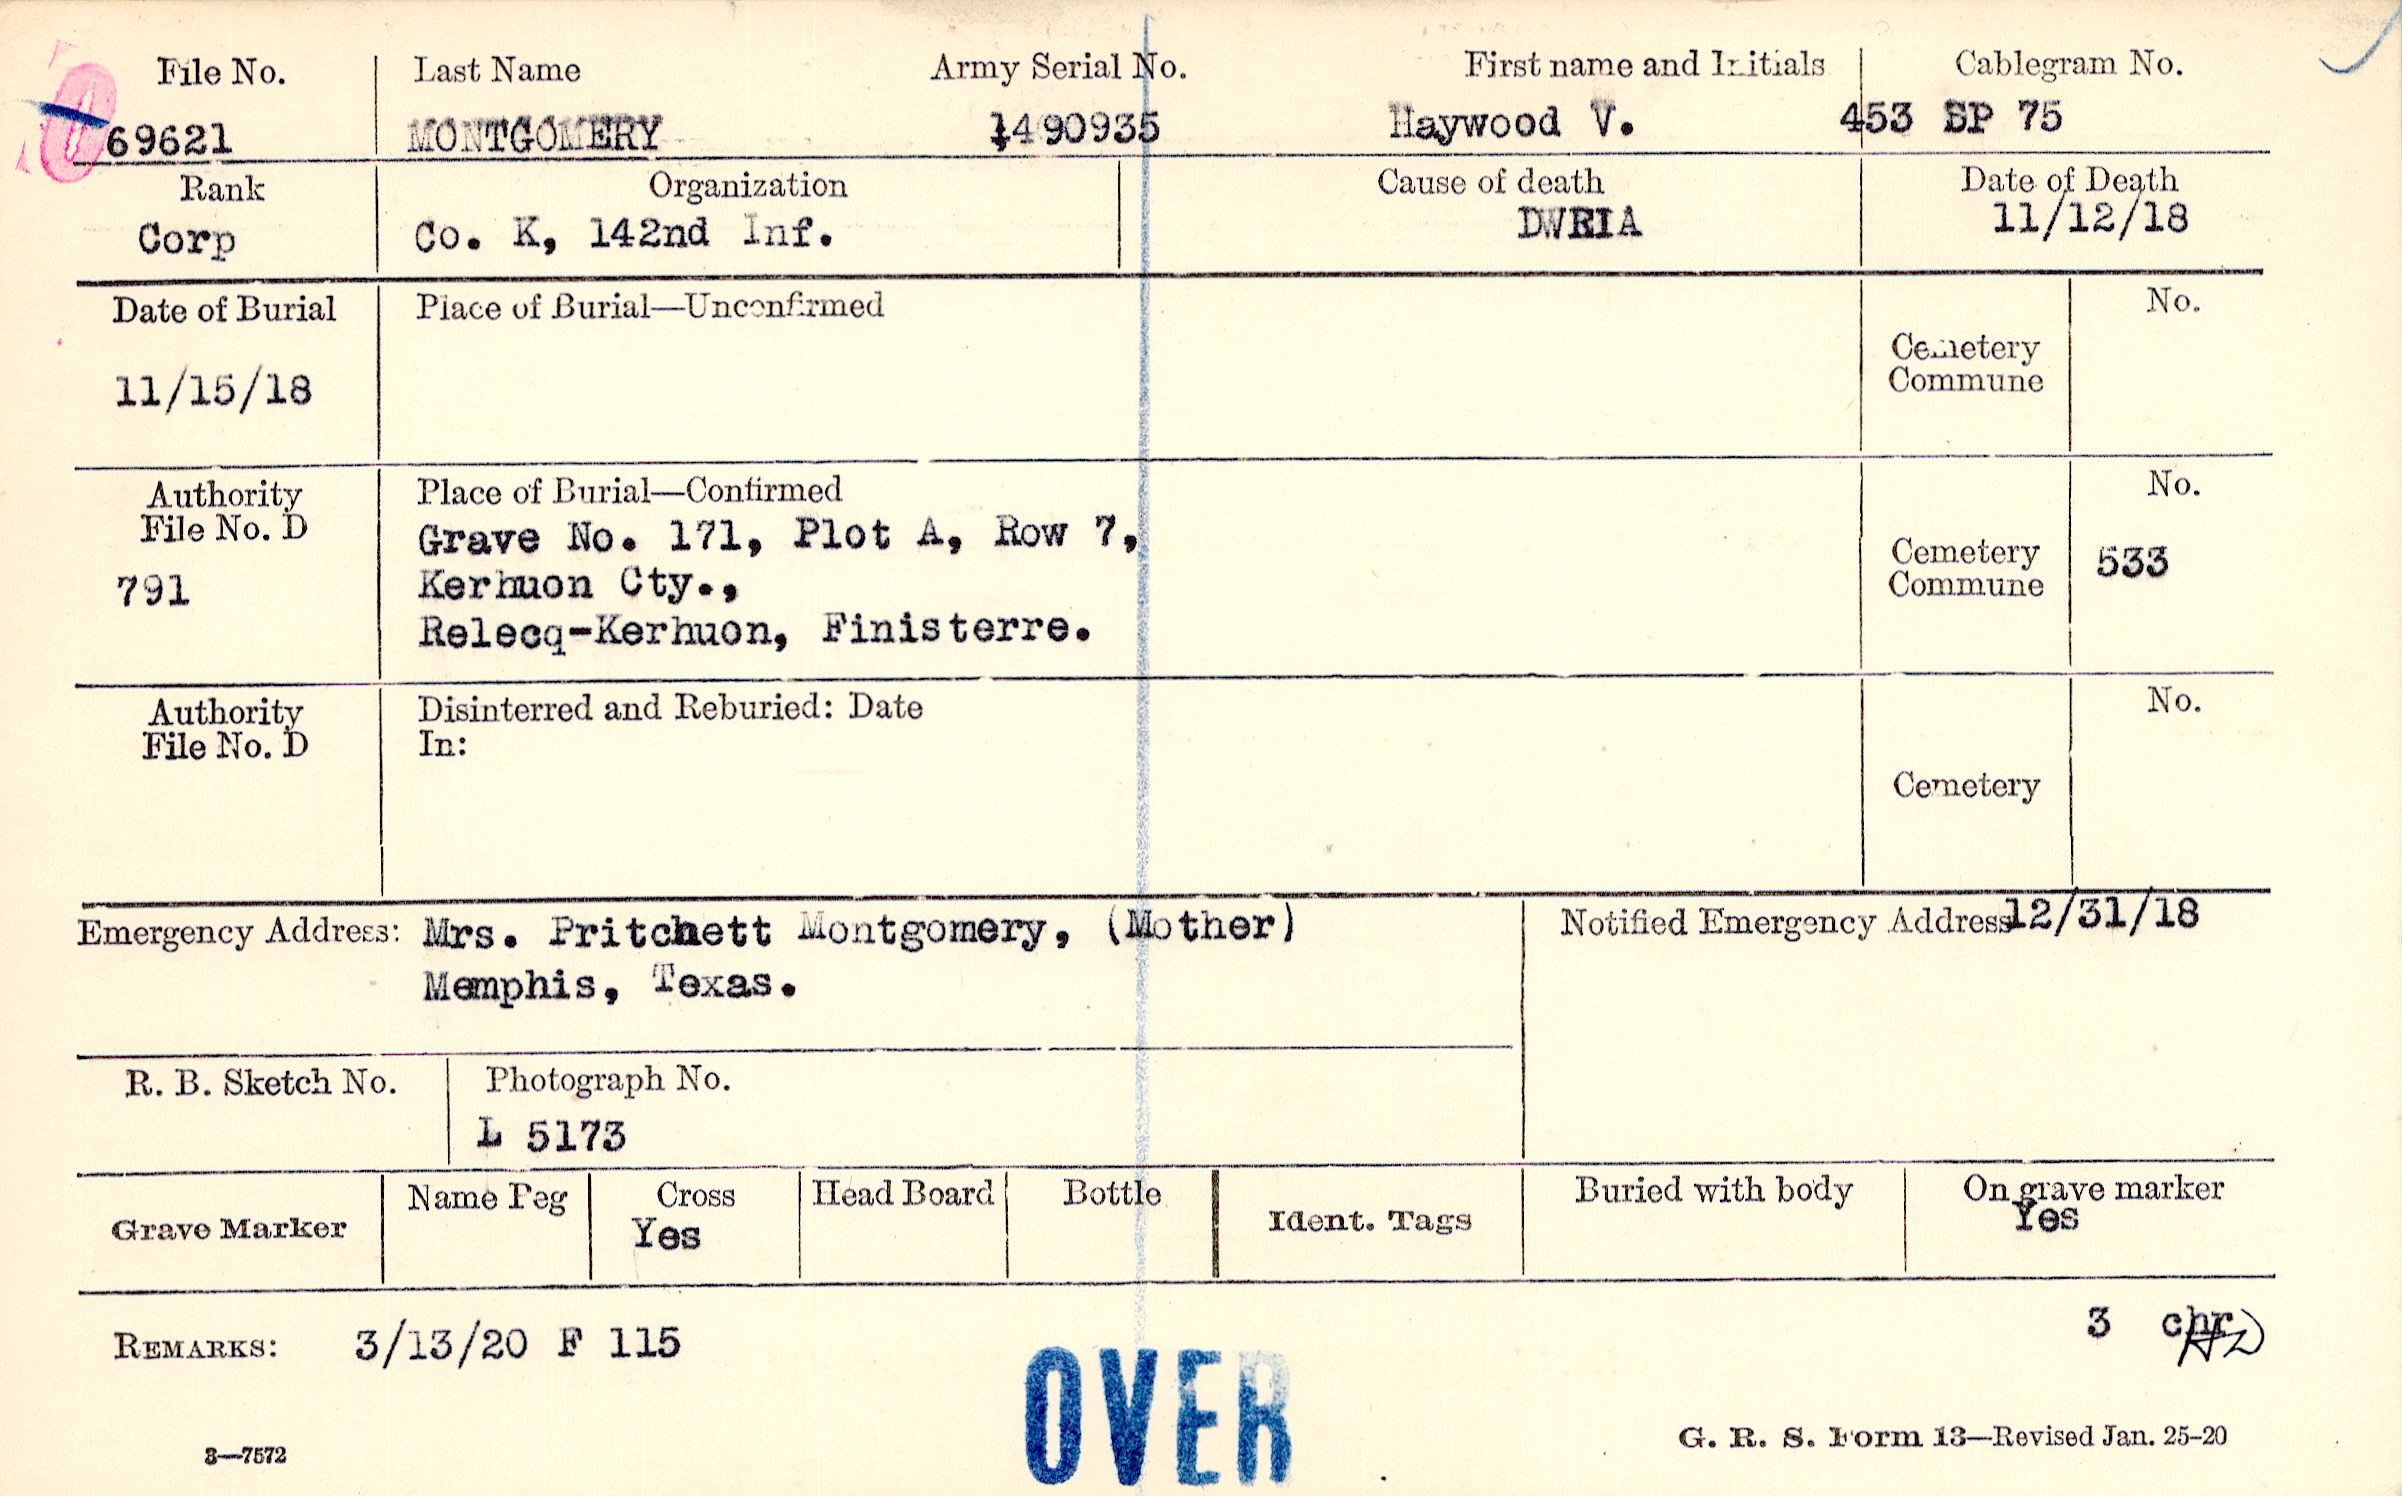 File No. Last Name Army Serial No. First name and Initials Cablegram No.
69621 MONTGOMERY 1490935 Haywood V. 453 SP 75
Rank Organization Cause of death Date of Death
Corp Co. K, 142nd Inf. DWRIA 11/12/18
Date of Burial Place of Burial—Unconfirmed No.
Cemetery
Commune
11/15/18
Authority Place of Burial—Confirmed No.
File No. D Grave No. 171, Plot A, Row 7,
Cemetery 533
791 Kerhuon Cty., Commune
Relecq-Kerhuon, Finisterre.
Authority Disinterred and Reburied: Date No.
File No. D In:
Cemetery
Emergency Address: Mrs. Pritchett Montgomery, (Mother) Notified Emergency Address 12/31/18
Memphis, Texas.
R. B. Sketch No. Photograph No.
L 5173
Grave Marker Name Peg Cross Head Board Bottle Ident. Tags Buried with body On grave marker
Yes Yes
3 chr
REMARKS: 3/13/20 F 115
OVER
3—7572 G. R. S. Form 13—Revised Jan. 25-20